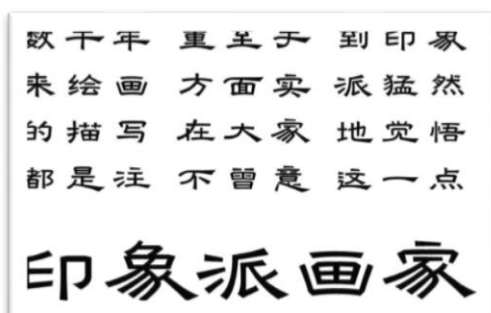 数千年
来绘画
的描写
都是注
重至于
方面实
在大家
不曾意
到印象
派猛然
地觉悟
这一点
印象派画家